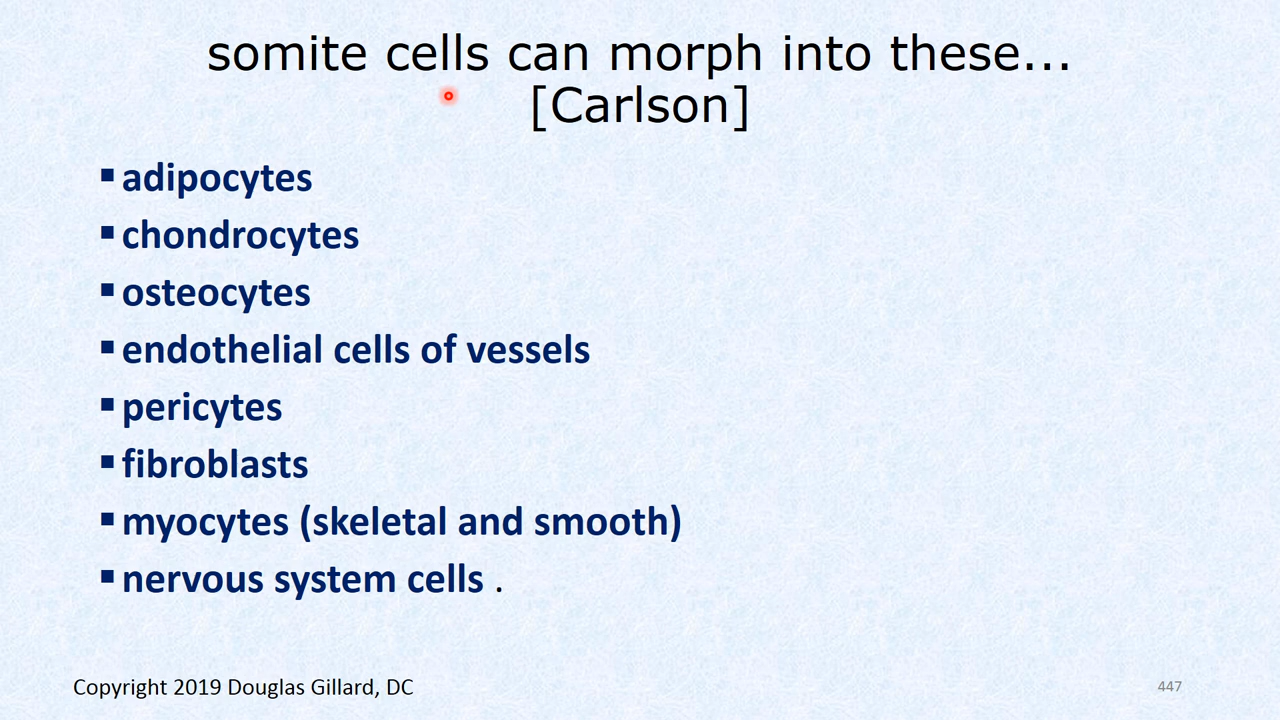 somite cells can morph into these...
[Carlson]
▪ adipocytes
▪ chondrocytes
▪ osteocytes
▪ endothelial cells of vessels
▪ pericytes
▪ fibroblasts
▪ myocytes (skeletal and smooth)
▪ nervous system cells .
Copyright 2019 Douglas Gillard, DC
447